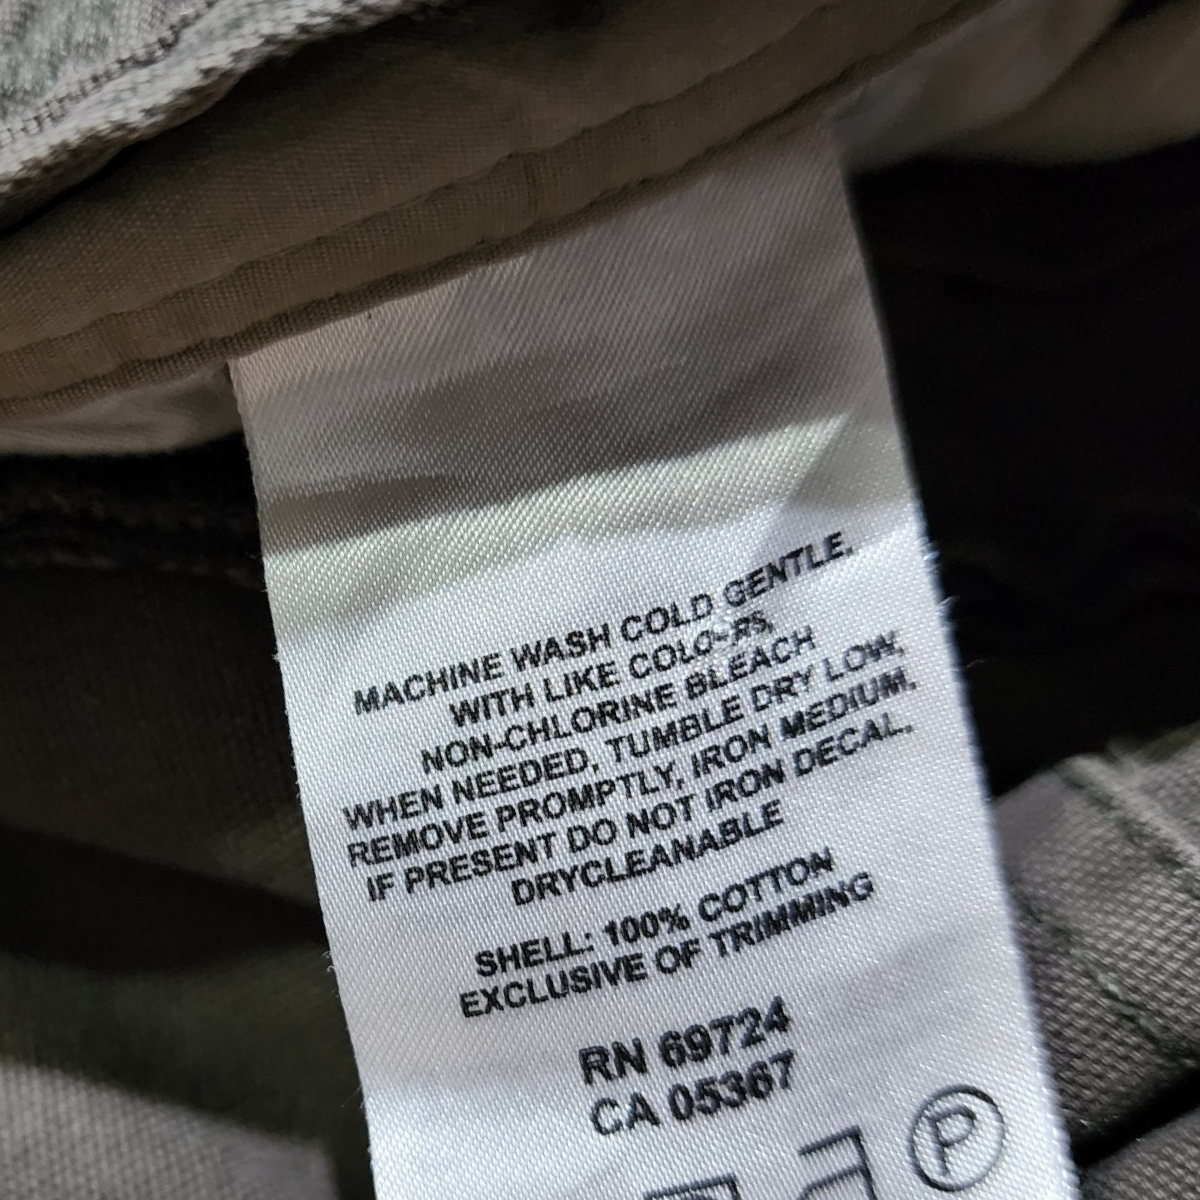 MACHINE WASH COLD GENTLE,
WITH LIKE COLOURS.
NON-CHLORINE BLEACH
WHEN NEEDED, TUMBLE DRY LOW,
REMOVE PROMPTLY, IRON MEDIUM,
IF PRESENT DO NOT IRON DECAL.
DRYCLEANABLE
SHELL: 100% COTTON
EXCLUSIVE OF TRIMMING
RN 69724
CA 05367
P